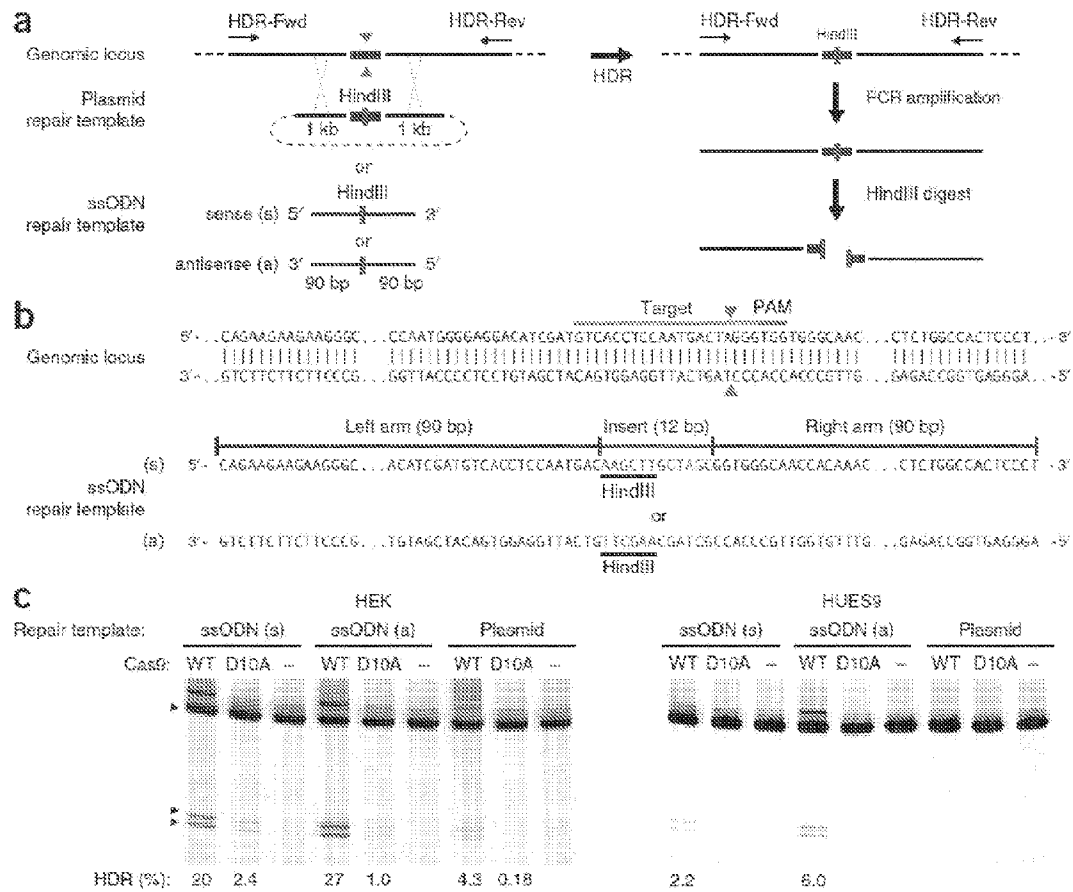 a
HDR-Fwd HDR-Rev HDR-Fwd HindIII HDR-Rev
Genomic locus
HDR
Plasmid repair template
HindIII
1 kb 1 kb
PCR amplification
or
HindIII
ssODN repair template
sense (s) 5′ 3′
HindIII digest
or
antisense (a) 3′ 5′
90 bp 90 bp
b
Target PAM
5′-...CAGAAGAAGAAGGGC ... CCAATGGGGAGGACATCGATGTCACCTCCAATGACTAGGGTGGTGGGCAAC ... CTCTGGCCACTCCCT...-3′
Genomic locus
3′-...GTCTTCTTCTTCCCG ... GGTTACCCCTCCTGTAGCTACAGTGGAGGTTACTGATCCCACCACCCGTTG ... GAGACCGGTGAGGGA...-5′
Left arm (90 bp) Insert (12 bp) Right arm (90 bp)
(s) 5′- CAGAAGAAGAAGGGC...ACATCGATGTCACCTCCAATGACAAGCTTGCTAGCGGTGGGCAACCACAAAC ... CTCTGGCCACTCCCT -3′
HindIII
ssODN repair template
or
(a) 3′- GTCTTCTTCTTCCCG...TGTAGCTACAGTGGAGGTTACTGTTCGAACGATCGCCACCCGTTGGTGTTTG ... GAGACCGGTGAGGGA -5′
HindIII
c
HEK HUES9
Repair template: ssODN (s) ssODN (a) Plasmid ssODN (s) ssODN (a) Plasmid
Cas9: WT D10A – WT D10A – WT D10A – WT D10A – WT D10A – WT D10A –
HDR (%): 20 2.4 27 1.0 4.3 0.18 2.2 6.0